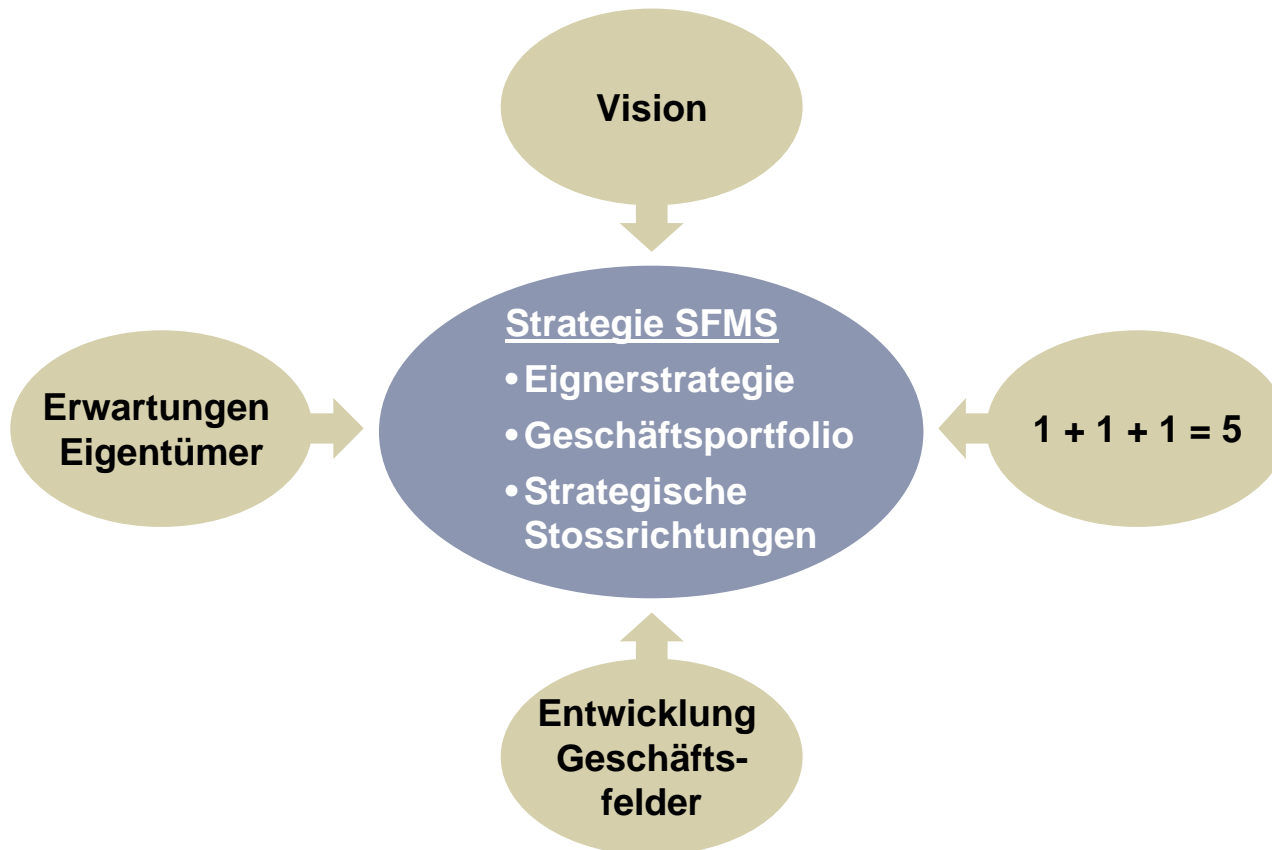 Vision
Strategie SFMS
• Eignerstrategie
• Geschäftsportfolio
• Strategische
Stossrichtungen
Erwartungen
Eigentümer
1 + 1 + 1 = 5
Entwicklung
Geschäfts-
felder